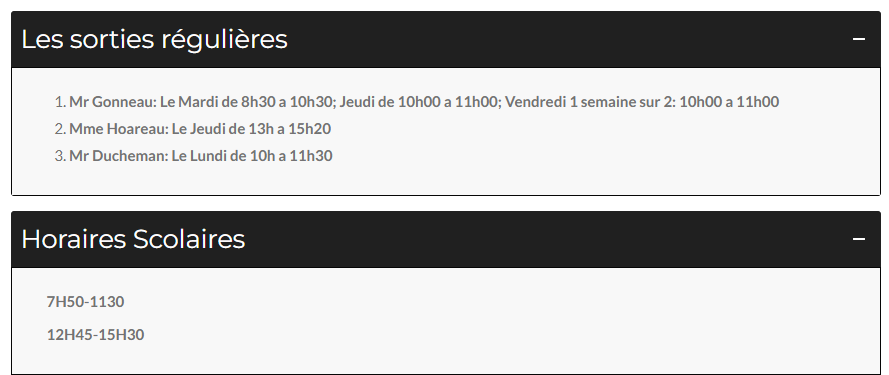 Les sorties régulières
1. Mr Gonneau: Le Mardi de 8h30 a 10h30; Jeudi de 10h00 a 11h00; Vendredi 1 semaine sur 2: 10h00 a 11h00
2. Mme Hoareau: Le Jeudi de 13h a 15h20
3. Mr Ducheman: Le Lundi de 10h a 11h30
Horaires Scolaires
7H50-1130
12H45-15H30